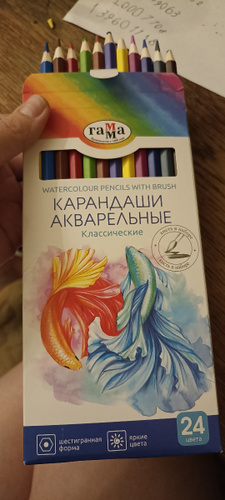 гаММа
WATERCOLOUR PENCILS WITH BRUSH
КАРАНДАШИ
АКВАРЕЛЬНЫЕ
Классические
шестигранная
форма
яркие
цвета
24
цвета